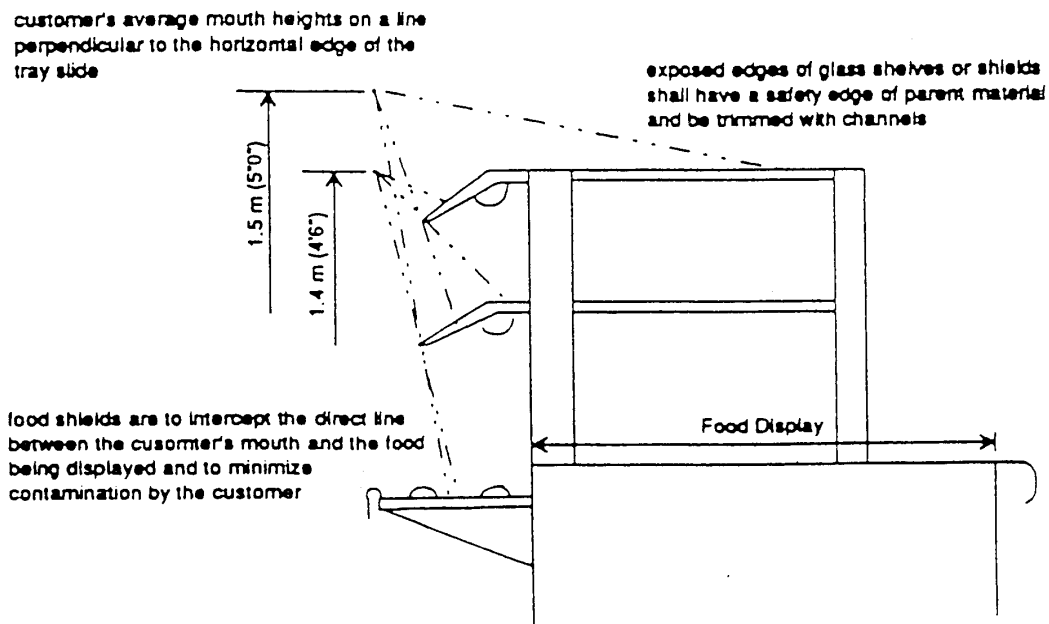 customer's average mouth heights on a line
perpendicular to the horizontal edge of the
tray slide
exposed edges of glass shelves or shields
shall have a safety edge of parent material
and be trimmed with channels
1.5 m (5'0")
1.4 m (4'6")
food shields are to intercept the direct line
between the cusormer's mouth and the food
being displayed and to minimize
contamination by the customer
Food Display